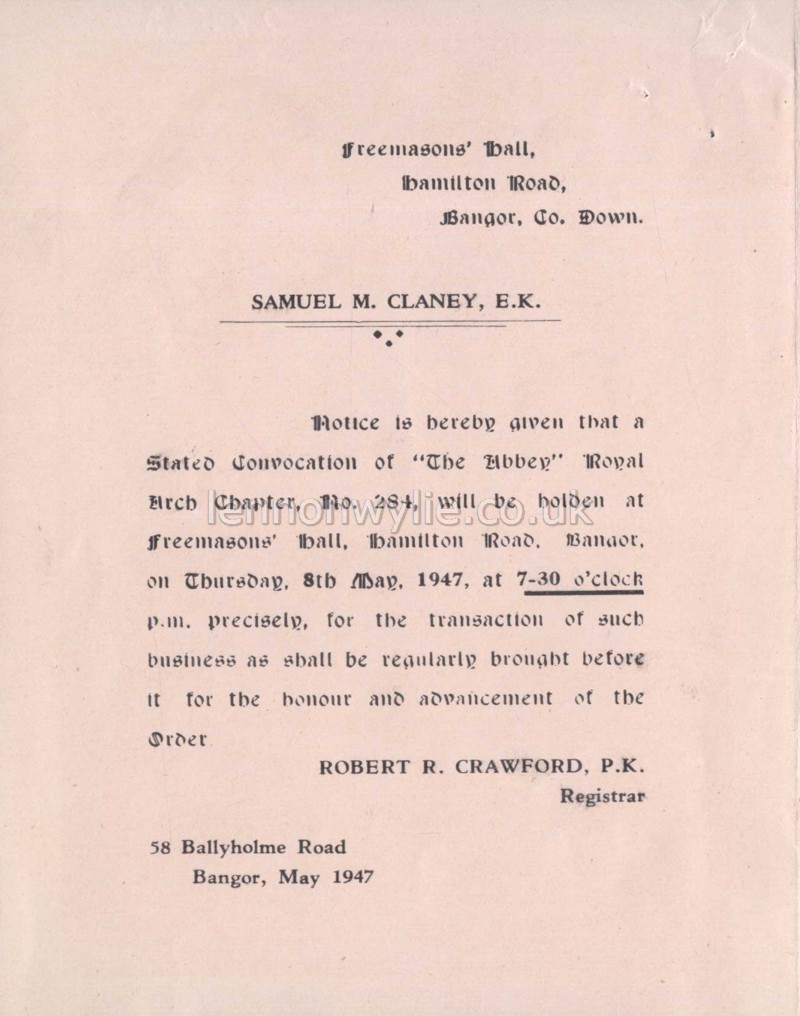 Freemasons' Hall,
Hamilton Road,
Bangor, Co. Down.
SAMUEL M. CLANEY, E.K.
Notice is hereby given that a
Stated Convocation of "The Abbey" Royal
Arch Chapter, No. 284, will be holden at
lennonwylie.co.uk
Freemasons' Hall, Hamilton Road, Bangor,
on Thursday, 8th May, 1947, at 7-30 o'clock
p.m. precisely, for the transaction of such
business as shall be regularly brought before
it for the honour and advancement of the
Order
ROBERT R. CRAWFORD, P.K.
Registrar
58 Ballyholme Road
Bangor, May 1947